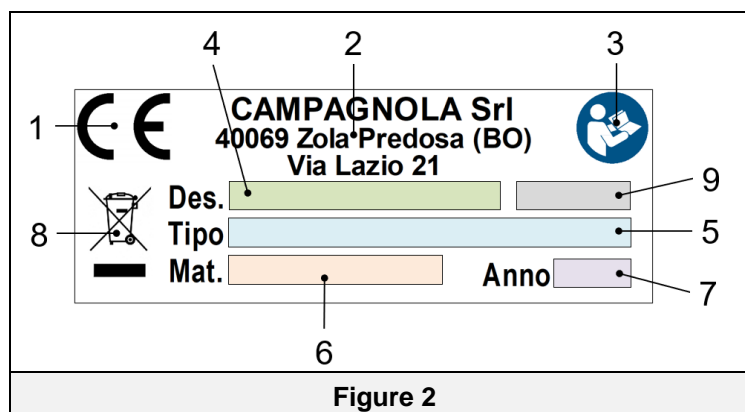 4 2 3
CE CAMPAGNOLA Srl
1 40069 Zola Predosa (BO)
Via Lazio 21
Des. 9
8 Tipo 5
Mat. Anno 7
6
Figure 2